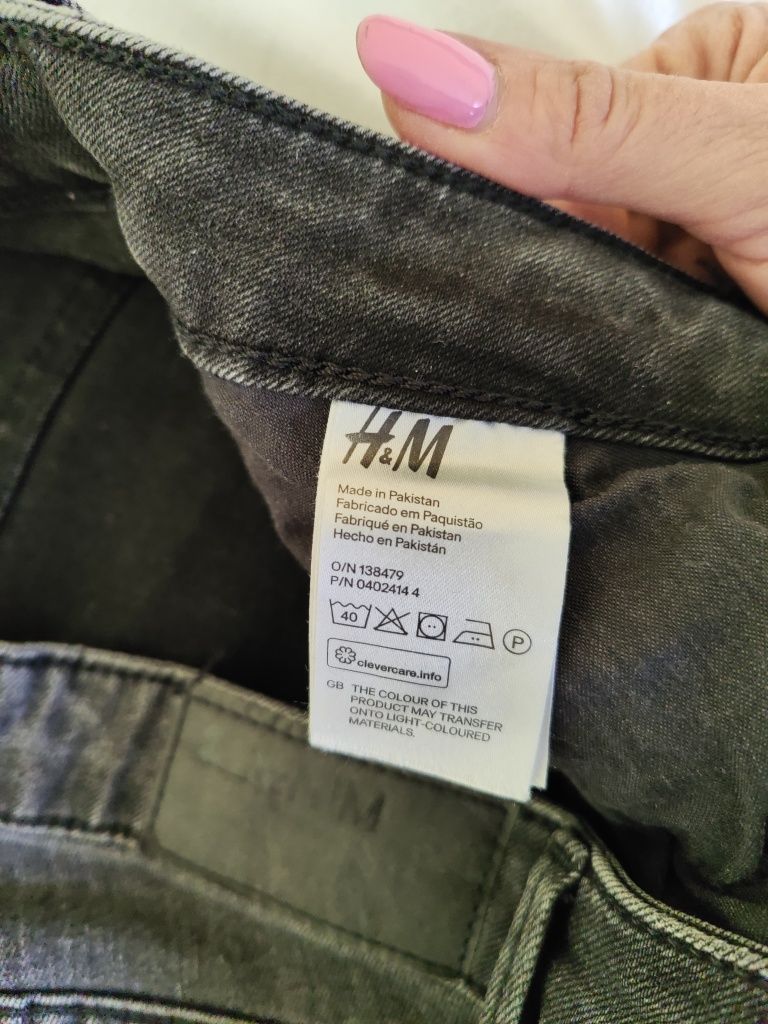 H&M
Made in Pakistan
Fabricado em Paquistão
Fabriqué en Pakistan
Hecho en Pakistán
O/N 138479
P/N 0402414 4
40
P
clevercare.info
GB THE COLOUR OF THIS
PRODUCT MAY TRANSFER
ONTO LIGHT-COLOURED
MATERIALS.